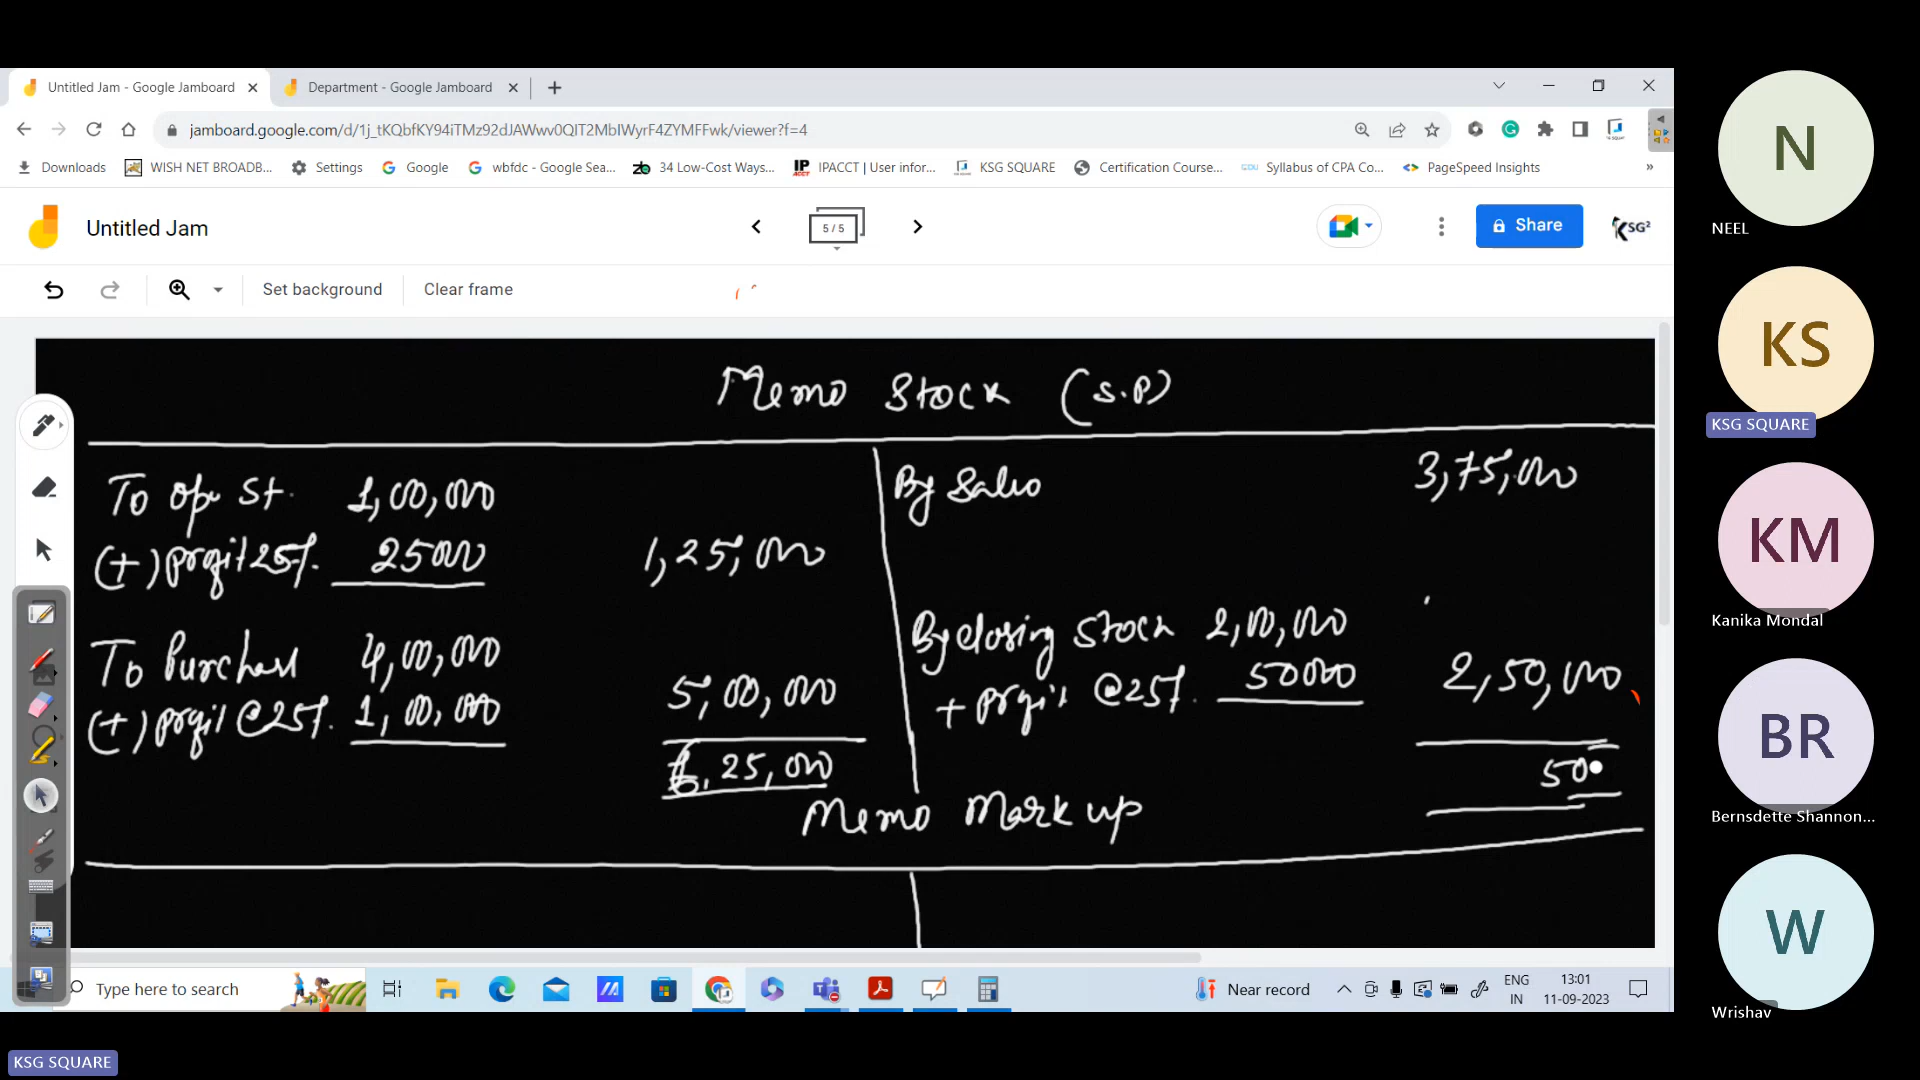 Untitled Jam - Google Jamboard
Department - Google Jamboard
jamboard.google.com/d/1j_tKQbfKY94iTMz92dJAWwv0QIT2MbIWyrF4ZYMFFwk/viewer?f=4
Downloads WISH NET BROADB... Settings Google wbfdc - Google Sea... 34 Low-Cost Ways... IPACCT | User infor... KSG SQUARE Certification Course... Syllabus of CPA Co... PageSpeed Insights »
Untitled Jam
5 / 5
Share
KSG²
Set background Clear frame
Memo Stock (S.P)
To ope St. 1,00,000
(+) profit 25%. 25000 1,25,000
To Purchase 4,00,000
(+) profit @25%. 1,00,000 5,00,000
6,25,000
By Sales 3,75,000
By closing Stock 2,00,000
+ profit @25%. 50000 2,50,000
50
Memo Mark up
Type here to search
Near record
ENG
IN
13:01
11-09-2023
N
NEEL
KS
KSG SQUARE
KM
Kanika Mondal
BR
Bernsdette Shannon...
W
Wrishav
KSG SQUARE